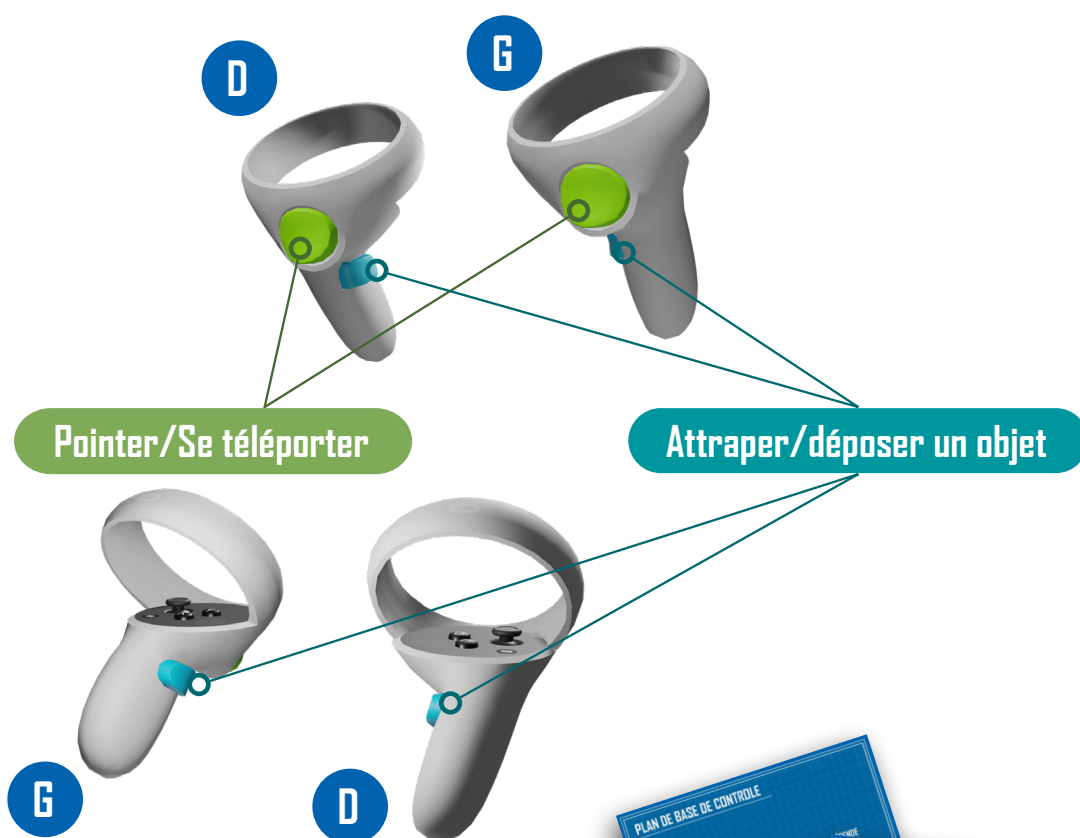 D
G
Pointer/Se téléporter
Attraper/déposer un objet
G
D
PLAN DE BASE DE CONTROLE